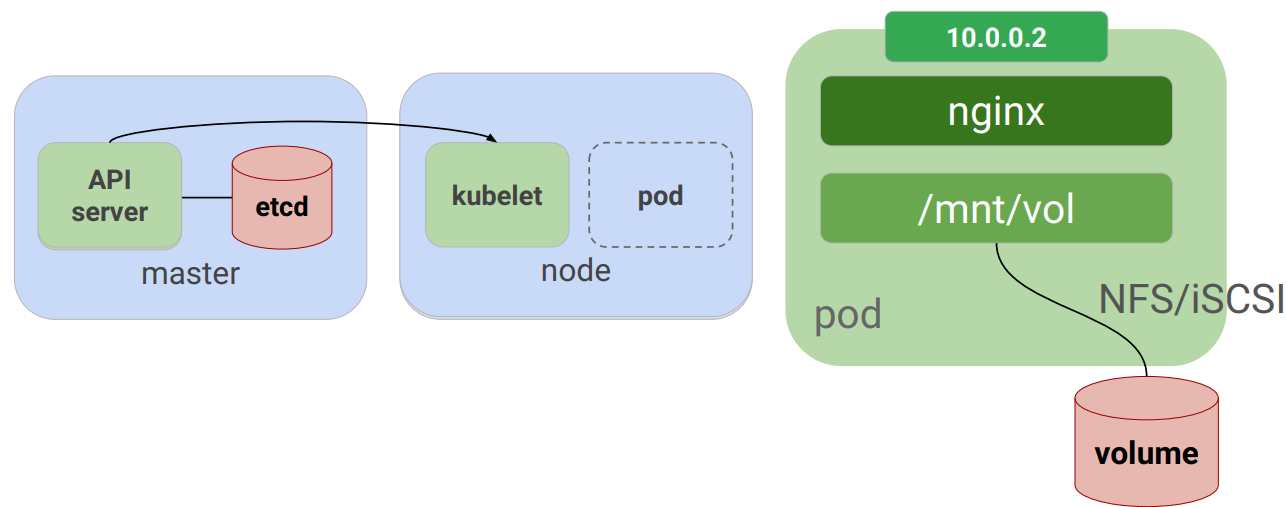 API
server
etcd
master
kubelet
pod
node
10.0.0.2
nginx
/mnt/vol
NFS/iSCSI
pod
volume